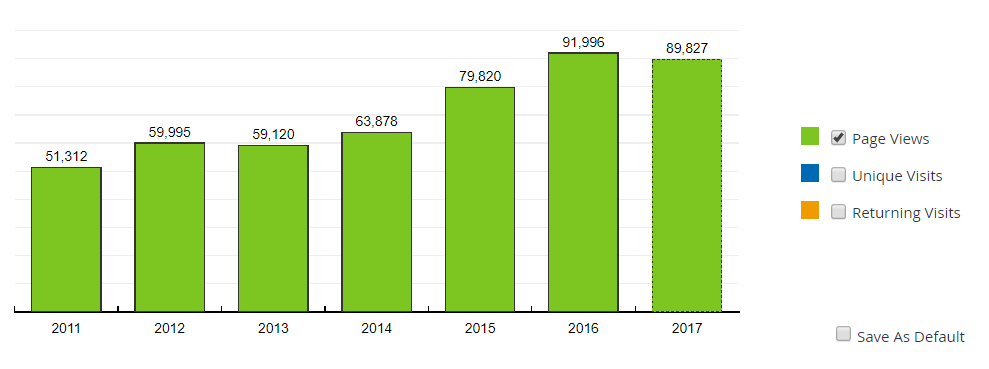 91,996
89,827
79,820
63,878
59,995
59,120
51,312
2011 2012 2013 2014 2015 2016 2017
Page Views
Unique Visits
Returning Visits
Save As Default